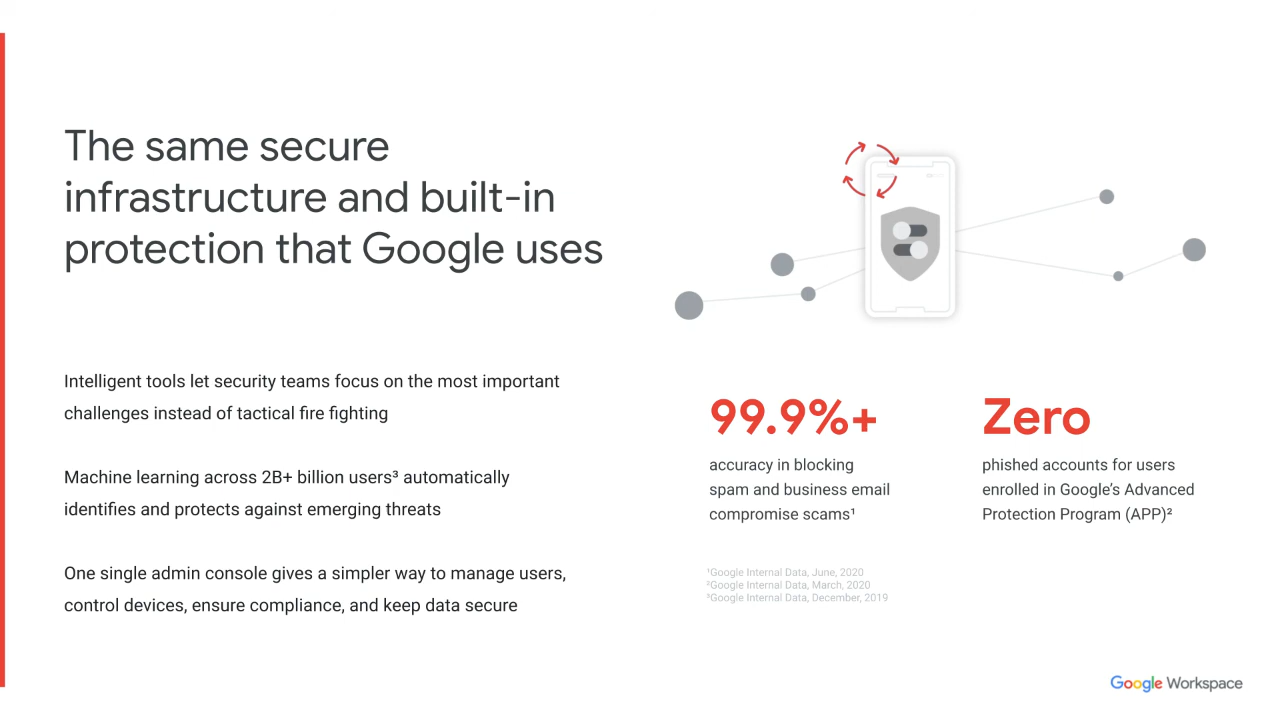 The same secure
infrastructure and built-in
protection that Google uses
Intelligent tools let security teams focus on the most important
challenges instead of tactical fire fighting
Machine learning across 2B+ billion users³ automatically
identifies and protects against emerging threats
One single admin console gives a simpler way to manage users,
control devices, ensure compliance, and keep data secure
99.9%+
accuracy in blocking
spam and business email
compromise scams¹
Zero
phished accounts for users
enrolled in Google’s Advanced
Protection Program (APP)²
¹Google Internal Data, June, 2020
²Google Internal Data, March, 2020
³Google Internal Data, December, 2019
Google Workspace